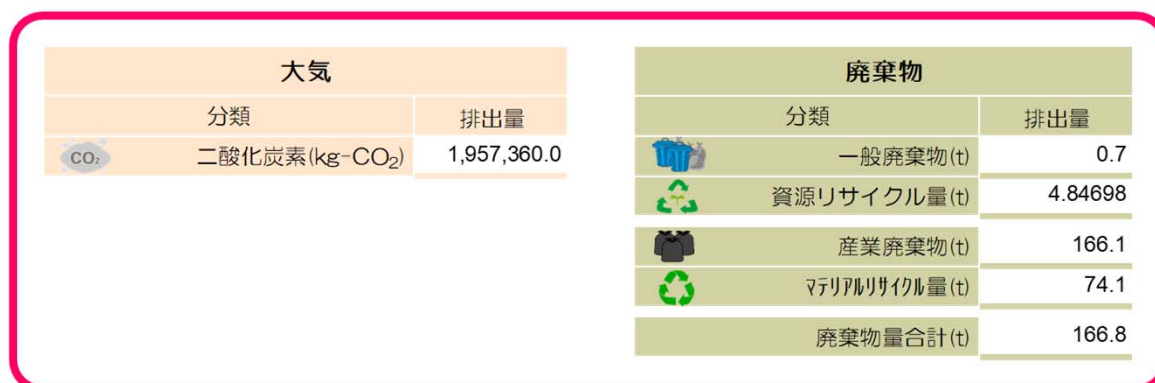 大気
分類 排出量
CO₂ 二酸化炭素(kg-CO₂) 1,957,360.0
廃棄物
分類 排出量
一般廃棄物(t) 0.7
資源リサイクル量(t) 4.84698
産業廃棄物(t) 166.1
ﾏﾃﾘｱﾙﾘｻｲｸﾙ量(t) 74.1
廃棄物量合計(t) 166.8